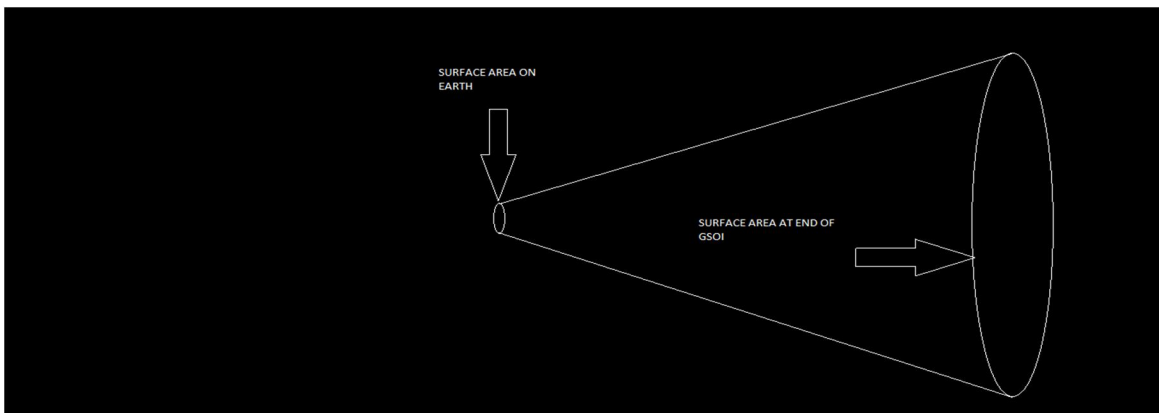 SURFACE AREA ON
EARTH
SURFACE AREA AT END OF
GSOI